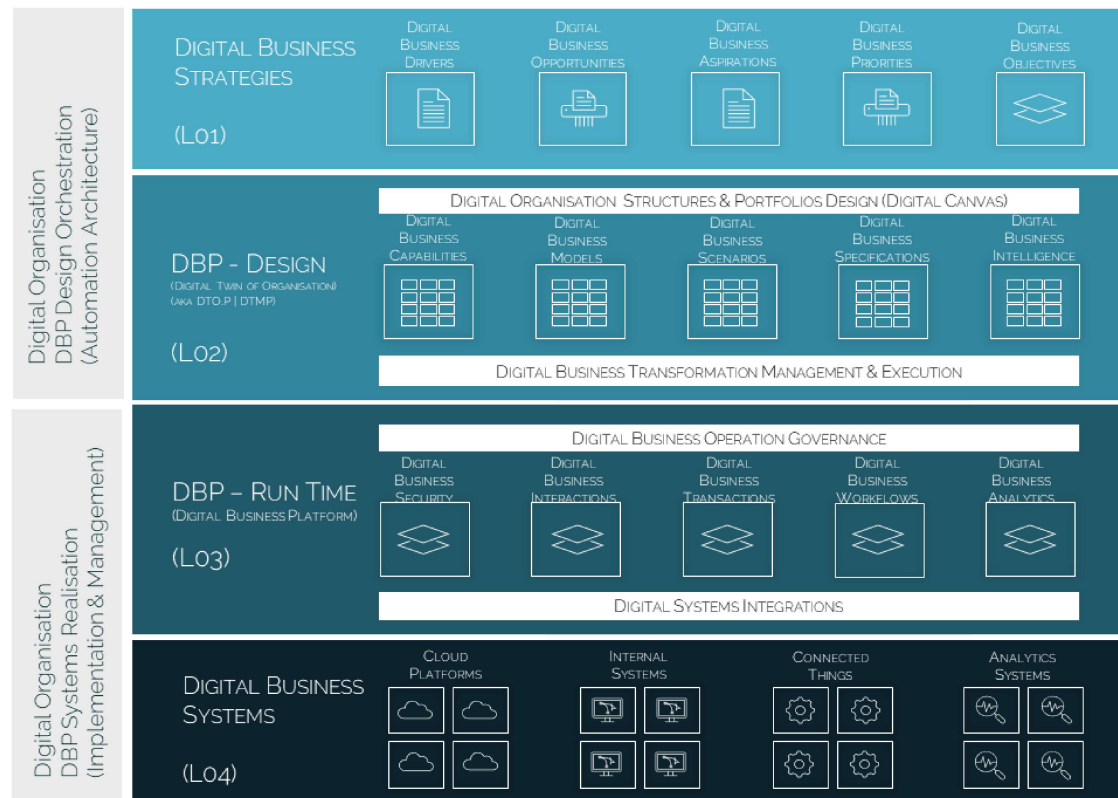 Digital Organisation
DBP Design Orchestration
(Automation Architecture)
Digital Business
Strategies
(L01)
Digital
Business
Drivers
Digital
Business
Opportunities
Digital
Business
Aspirations
Digital
Business
Priorities
Digital
Business
Objectives
DBP - Design
(Digital Twin of Organisation)
(aka DTO.P | DTMP)
(L02)
Digital Organisation Structures & Portfolios Design (Digital Canvas)
Digital
Business
Capabilities
Digital
Business
Models
Digital
Business
Scenarios
Digital
Business
Specifications
Digital
Business
Intelligence
Digital Business Transformation Management & Execution
Digital Organisation
DBP Systems Realisation
(Implementation & Management)
DBP – Run Time
(Digital Business Platform)
(L03)
Digital Business Operation Governance
Digital
Business
Security
Digital
Business
Interactions
Digital
Business
Transactions
Digital
Business
Workflows
Digital
Business
Analytics
Digital Systems Integrations
Digital Business
Systems
(L04)
Cloud
Platforms
Internal
Systems
Connected
Things
Analytics
Systems